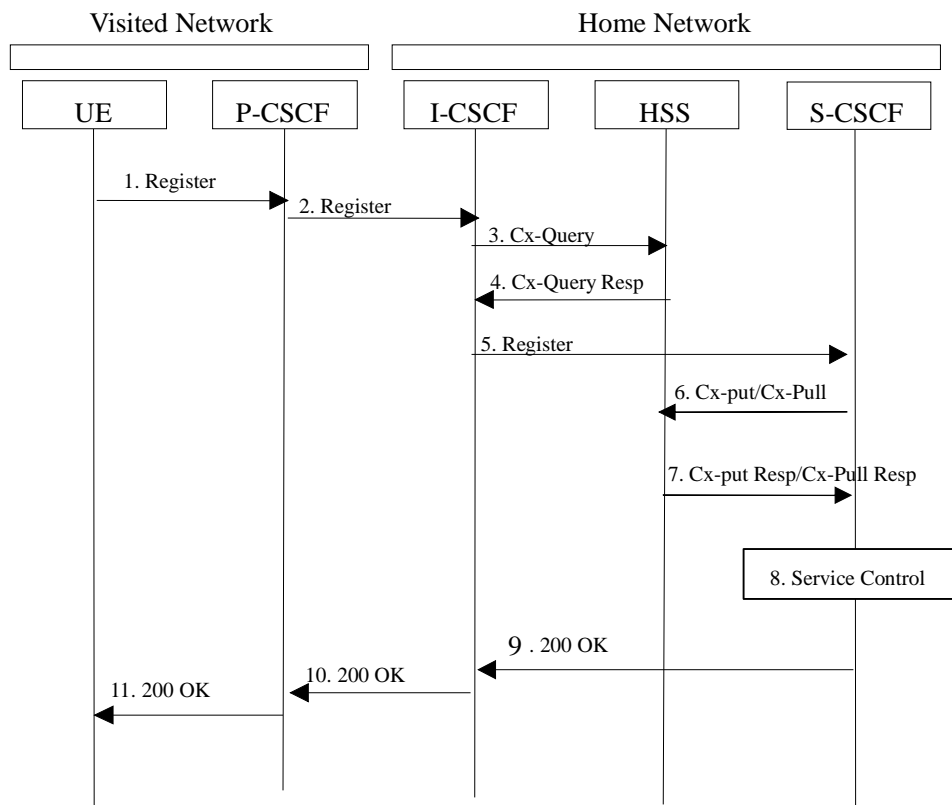 Visited Network
Home Network
UE
P-CSCF
I-CSCF
HSS
S-CSCF
1. Register
2. Register
3. Cx-Query
4. Cx-Query Resp
5. Register
6. Cx-put/Cx-Pull
7. Cx-put Resp/Cx-Pull Resp
8. Service Control
9 . 200 OK
10. 200 OK
11. 200 OK